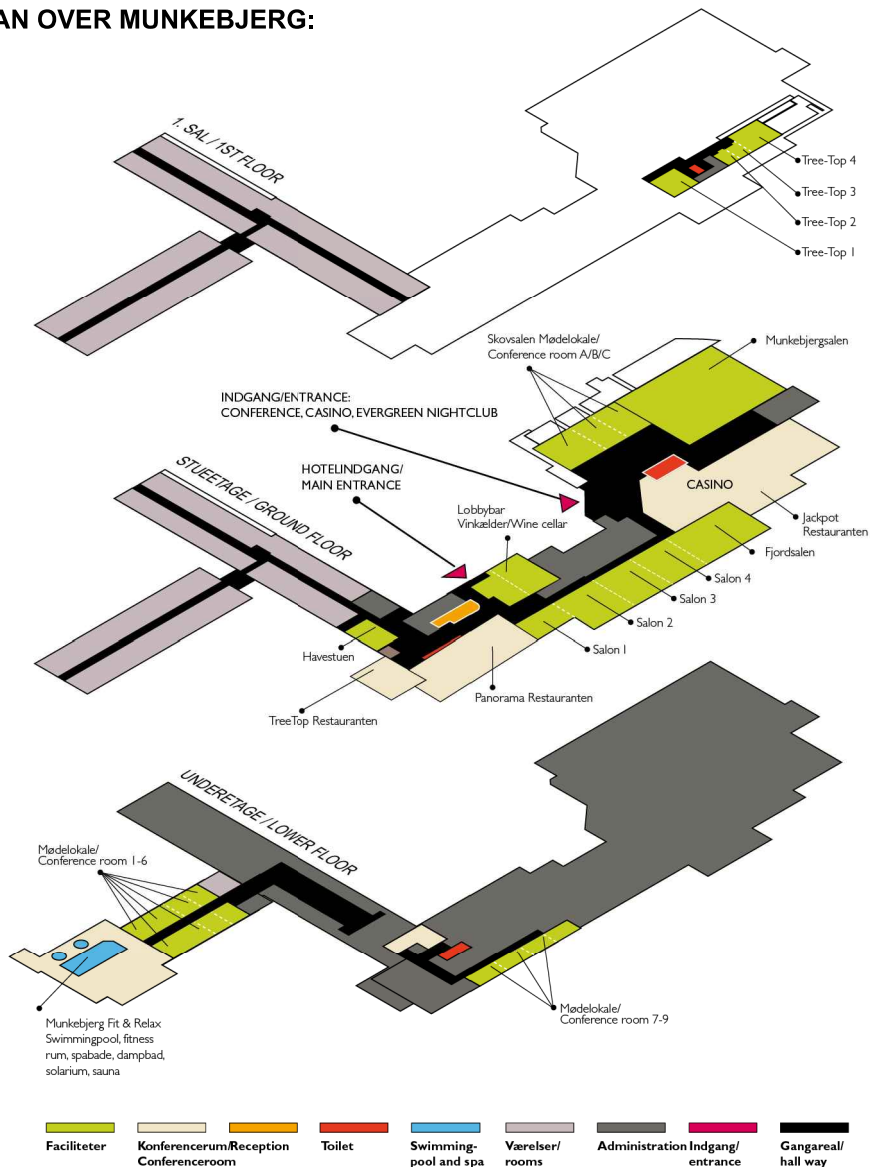 AN OVER MUNKEBJERG:
1. SAL / 1ST FLOOR
Tree-Top 4
Tree-Top 3
Tree-Top 2
Tree-Top 1
Skovsalen Mødelokale/
Conference room A/B/C
Munkebjergsalen
INDGANG/ENTRANCE:
CONFERENCE, CASINO, EVERGREEN NIGHTCLUB
HOTELINDGANG/
MAIN ENTRANCE
STUEETAGE / GROUND FLOOR
Lobbybar
Vinkælder/Wine cellar
CASINO
Jackpot
Restauranten
Fjordsalen
Salon 4
Salon 3
Salon 2
Salon 1
Havestuen
Panorama Restauranten
TreeTop Restauranten
UNDERETAGE / LOWER FLOOR
Mødelokale/
Conference room 1-6
Mødelokale/
Conference room 7-9
Munkebjerg Fit & Relax
Swimmingpool, fitness
rum, spabade, dampbad,
solarium, sauna
Faciliteter
Konferencerum/
Conferenceroom
Reception
Toilet
Swimming-
pool and spa
Værelser/
rooms
Administration
Indgang/
entrance
Gangareal/
hall way